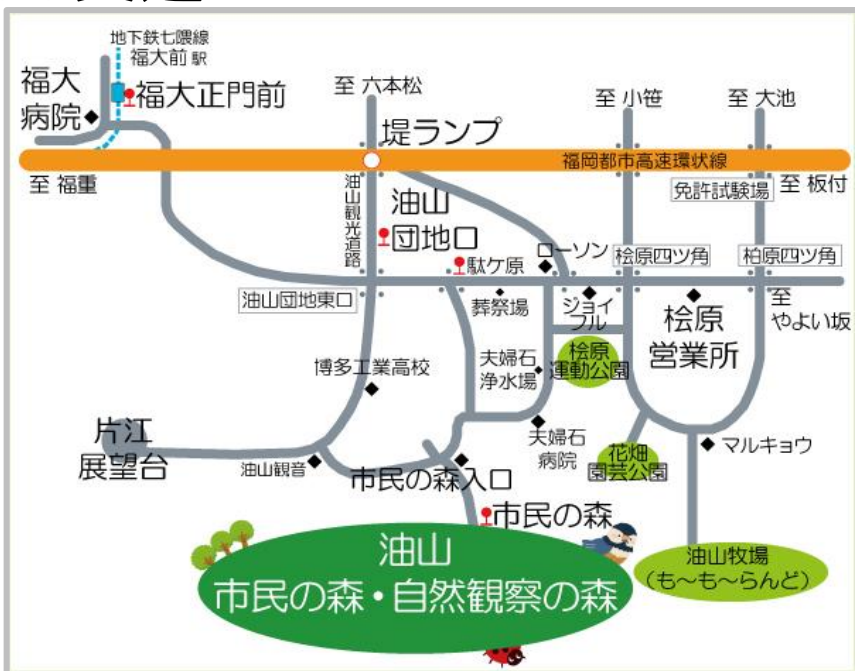 地下鉄七隈線
福大前駅
福大
病院
福大正門前
至 六本松
至 小笹
至 大池
堤ランプ
福岡都市高速環状線
至 福重
油山観光道路
免許試験場
至 板付
油山
団地口
駄ケ原
ローソン
桧原四ツ角
柏原四ツ角
油山団地東口
葬祭場
ジョイ
フル
至
やよい坂
桧原
営業所
博多工業高校
夫婦石
浄水場
桧原
運動公園
片江
展望台
夫婦石
病院
花畑
園芸公園
マルキョウ
油山観音
市民の森入口
市民の森
油山
市民の森・自然観察の森
油山牧場
(も～も～らんど)